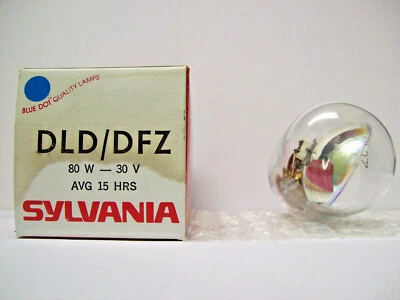 BLUE DOT QUALITY LAMPS
DLD/DFZ
80 W — 30 V
AVG 15 HRS
SYLVANIA